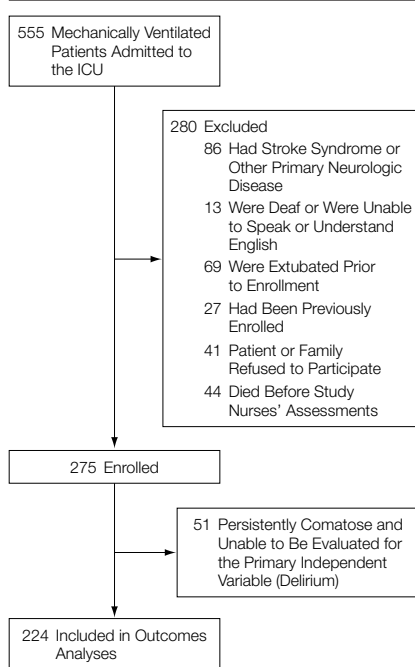 555 Mechanically Ventilated
Patients Admitted to
the ICU
280 Excluded
86 Had Stroke Syndrome or
Other Primary Neurologic
Disease
13 Were Deaf or Were Unable
to Speak or Understand
English
69 Were Extubated Prior
to Enrollment
27 Had Been Previously
Enrolled
41 Patient or Family
Refused to Participate
44 Died Before Study
Nurses' Assessments
275 Enrolled
51 Persistently Comatose and
Unable to Be Evaluated for
the Primary Independent
Variable (Delirium)
224 Included in Outcomes
Analyses